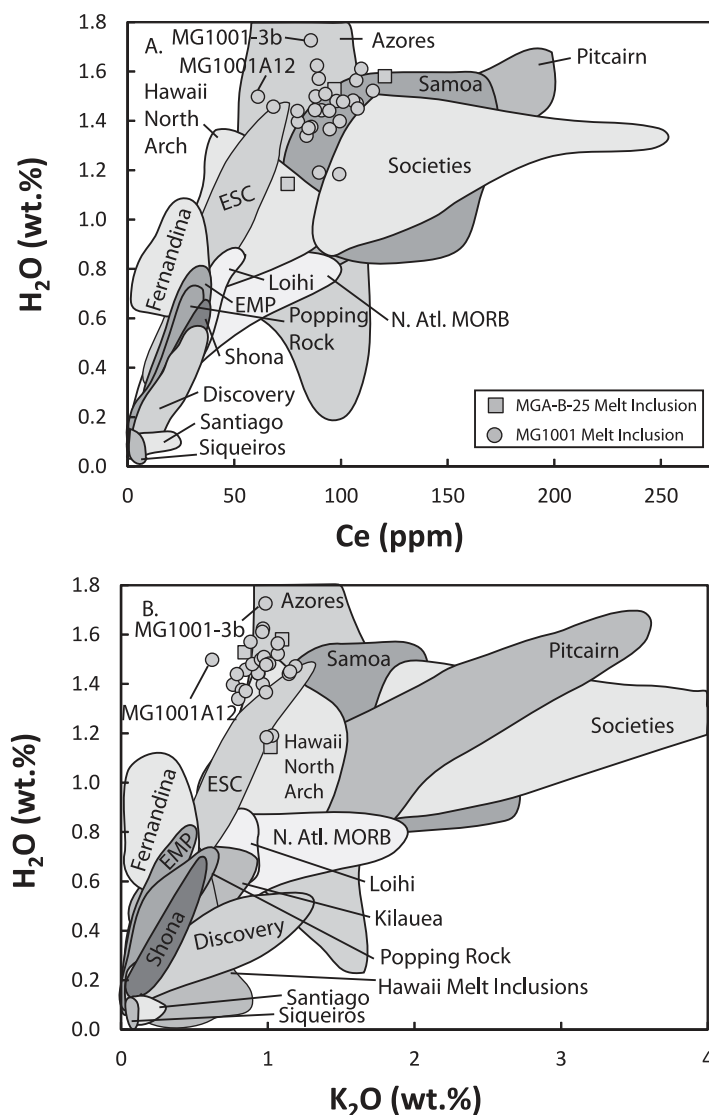 A.
MG1001-3b
Azores
Pitcairn
MG1001A12
Samoa
Hawaii
North
Arch
Societies
ESC
Fernandina
Loihi
EMP
N. Atl. MORB
Popping
Rock
Shona
Discovery
Santiago
Siqueiros
MGA-B-25 Melt Inclusion
MG1001 Melt Inclusion
H₂O (wt.%)
1.8
1.6
1.4
1.2
1.0
0.8
0.6
0.4
0.2
0.0
0 50 100 150 200 250
Ce (ppm)
B.
Azores
MG1001-3b
Samoa
Pitcairn
MG1001A12
Societies
Hawaii
North
Arch
ESC
Fernandina
EMP
N. Atl. MORB
Loihi
Kilauea
Shona
Discovery
Popping Rock
Hawaii Melt Inclusions
Santiago
Siqueiros
H₂O (wt.%)
1.8
1.6
1.4
1.2
1.0
0.8
0.6
0.4
0.2
0.0
0 1 2 3 4
K₂O (wt.%)